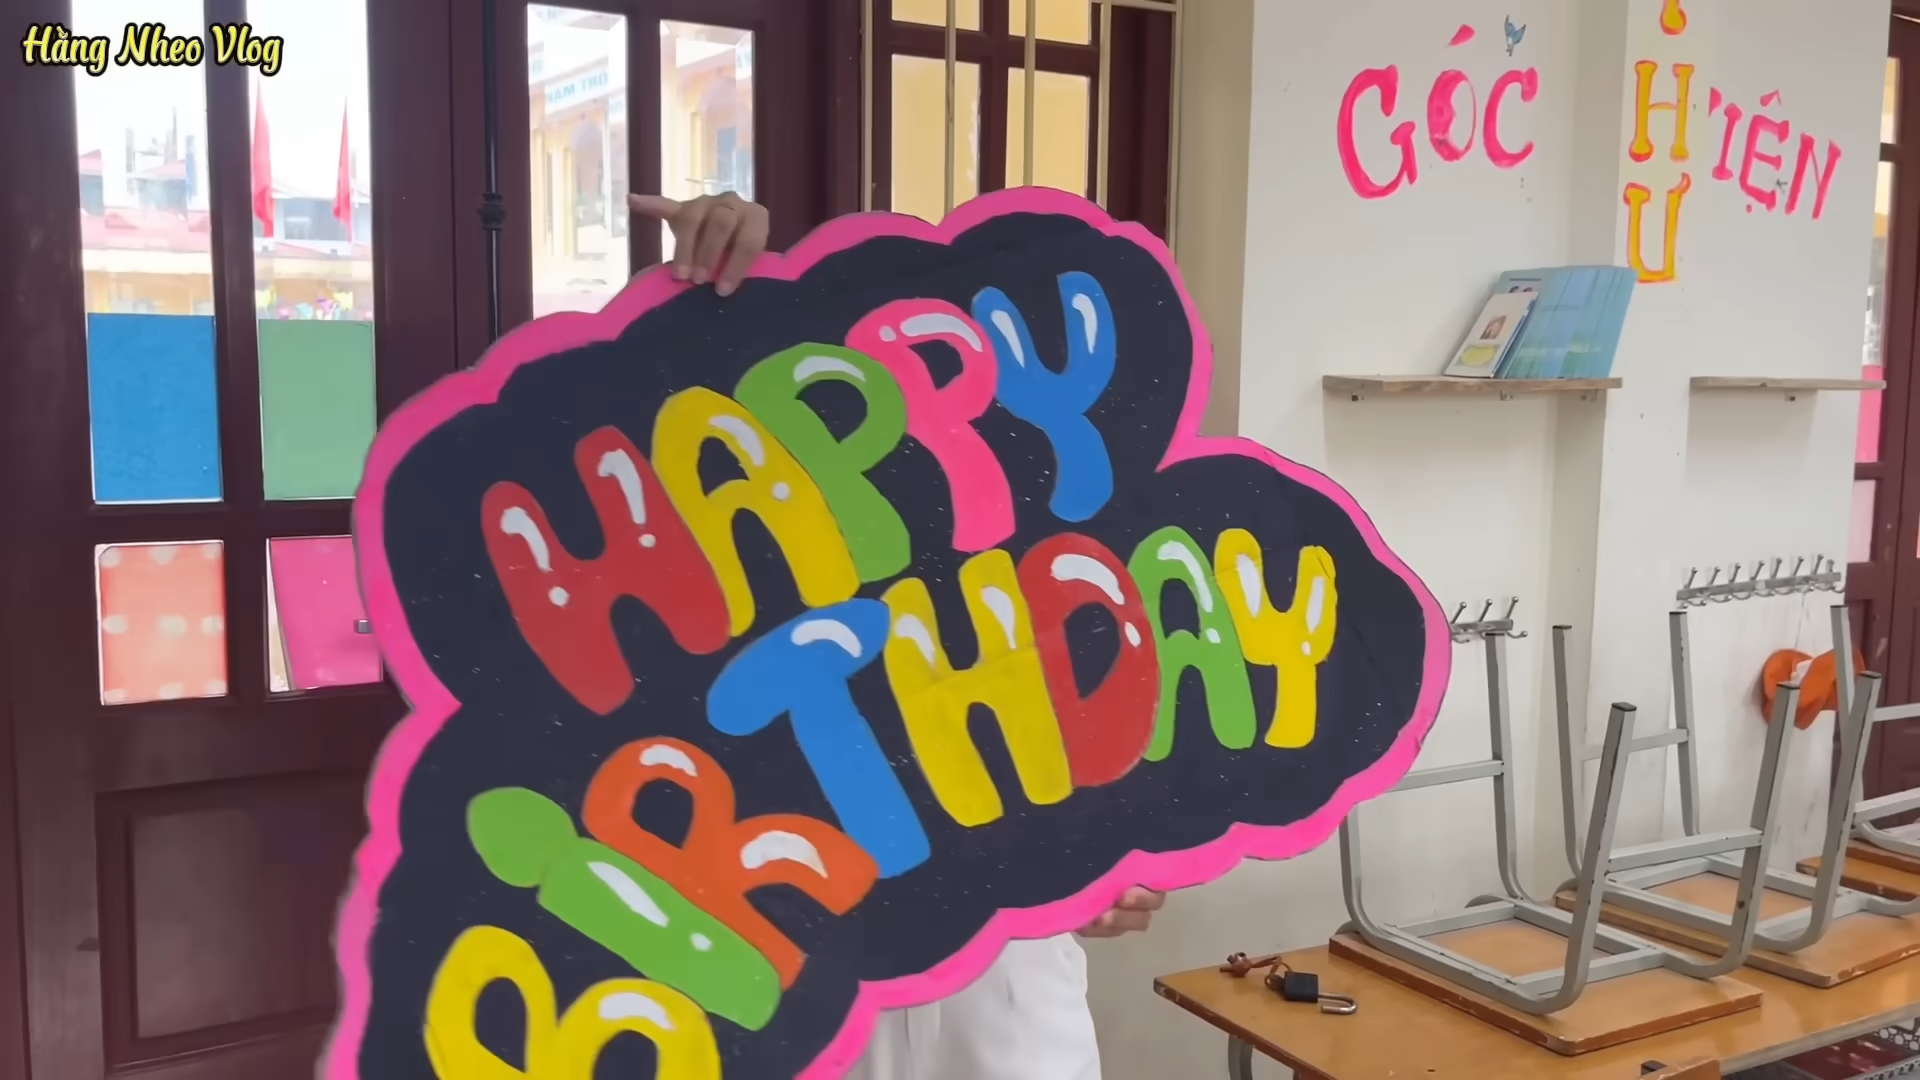 Hằng Nheo Vlog
HAPPY
BiRTHDAY
GÓC
THƯ
VIỆN